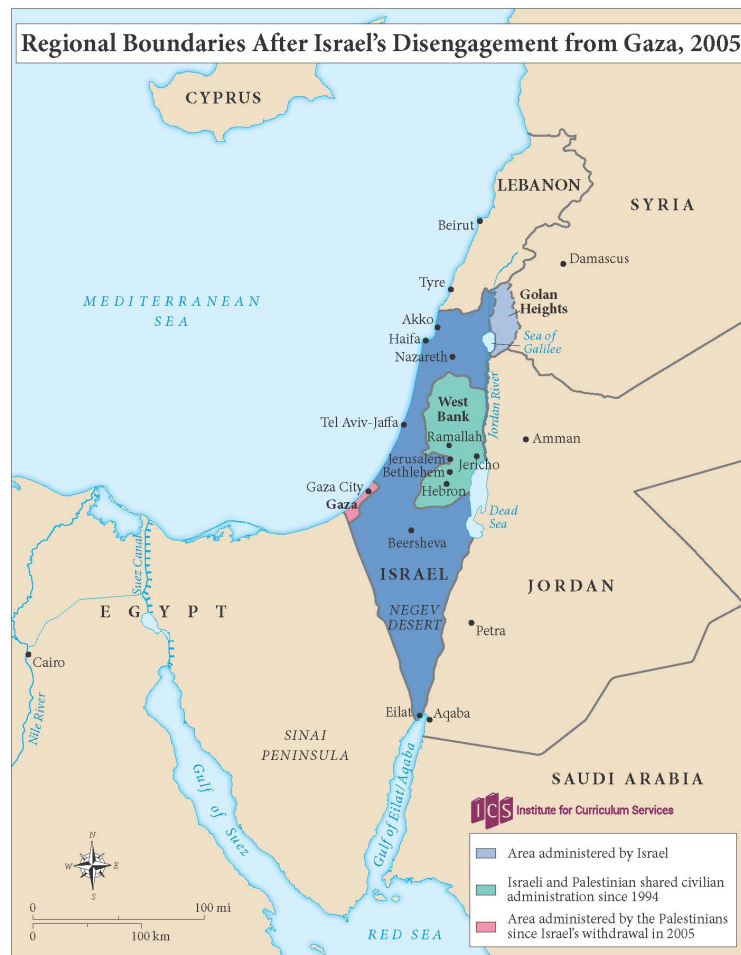 Regional Boundaries After Israel's Disengagement from Gaza, 2005
CYPRUS
LEBANON
SYRIA
Beirut
Damascus
Tyre
Golan
Heights
MEDITERRANEAN
SEA
Akko
Haifa
Sea of
Galilee
Nazareth
Jordan River
West
Bank
Tel Aviv-Jaffa
Ramallah
Amman
Jerusalem
Jericho
Bethlehem
Gaza City
Hebron
Gaza
Dead
Sea
Beersheva
Suez Canal
ISRAEL
JORDAN
EGYPT
NEGEV
DESERT
Petra
Cairo
Nile River
Eilat
Aqaba
SINAI
PENINSULA
Gulf of Suez
Gulf of Eilat/Aqaba
SAUDI ARABIA
ICS Institute for Curriculum Services
N
W E
S
Area administered by Israel
Israeli and Palestinian shared civilian
administration since 1994
Area administered by the Palestinians
since Israel's withdrawal in 2005
0 100 mi
0 100 km
RED SEA